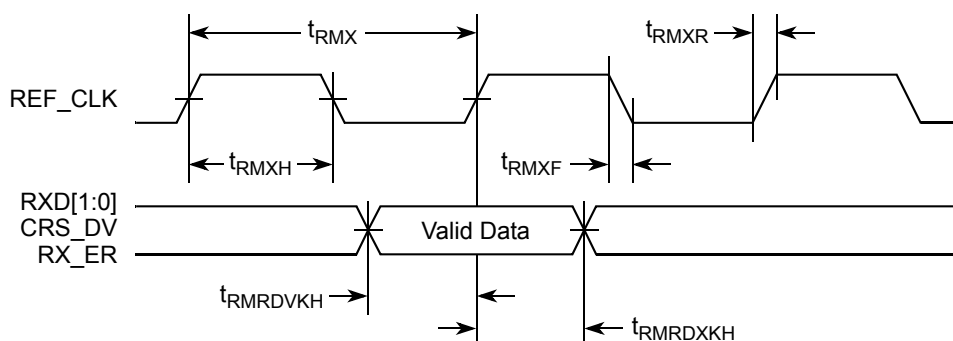 tRMX
tRMXR
REF_CLK
tRMXH
tRMXF
RXD[1:0]
CRS_DV
Valid Data
RX_ER
tRMRDVKH
tRMRDXKH